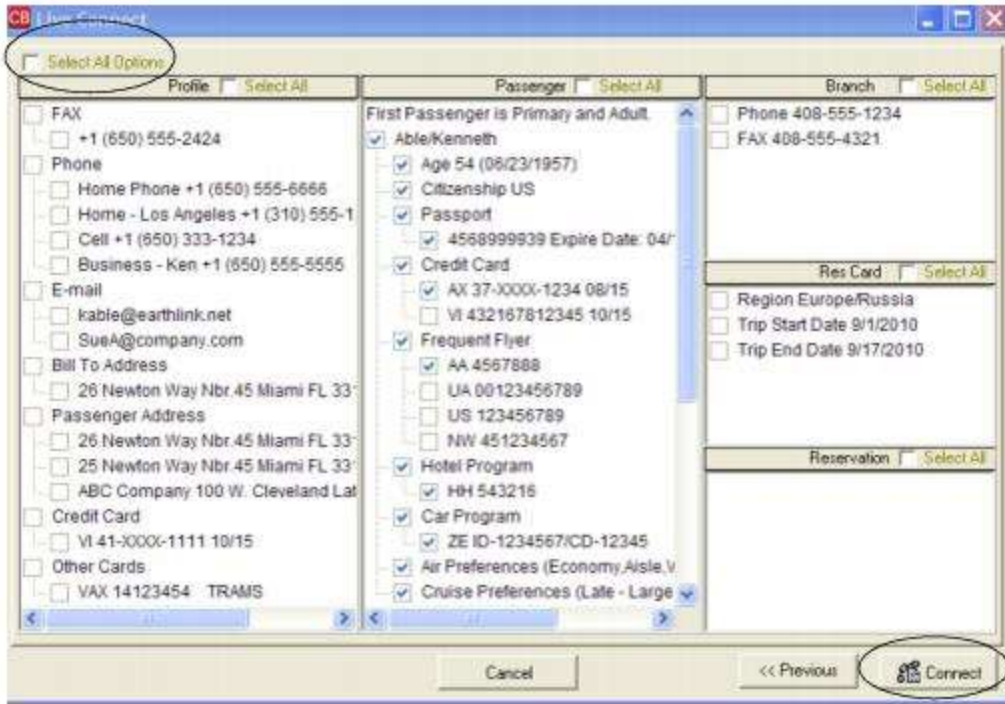 CB Live Connect
Select All Options
Profile Select All
FAX
+1 (650) 555-2424
Phone
Home Phone +1 (650) 555-6666
Home - Los Angeles +1 (310) 555-1
Cell +1 (650) 333-1234
Business - Ken +1 (650) 555-5555
E-mail
kable@earthlink.net
SueA@company.com
Bill To Address
26 Newton Way Nbr.45 Miami FL 331
Passenger Address
26 Newton Way Nbr.45 Miami FL 331
25 Newton Way Nbr.45 Miami FL 331
ABC Company 100 W. Cleveland Lat
Credit Card
VI 41-XXXX-1111 10/15
Other Cards
VAX 14123454 TRAMS
Passenger Select All
First Passenger is Primary and Adult.
Able/Kenneth
Age 54 (06/23/1957)
Citizenship US
Passport
4568999939 Expire Date: 04/
Credit Card
AX 37-XXXX-1234 08/15
VI 432167812345 10/15
Frequent Flyer
AA 4567888
UA 00123456789
US 123456789
NW 451234567
Hotel Program
HH 543216
Car Program
ZE ID-1234567/CD-12345
Air Preferences (Economy,Aisle,V
Cruise Preferences (Late - Large
Branch Select All
Phone 408-555-1234
FAX 408-555-4321
Res Card Select All
Region Europe/Russia
Trip Start Date 9/1/2010
Trip End Date 9/17/2010
Reservation Select All
Cancel
<< Previous
Connect